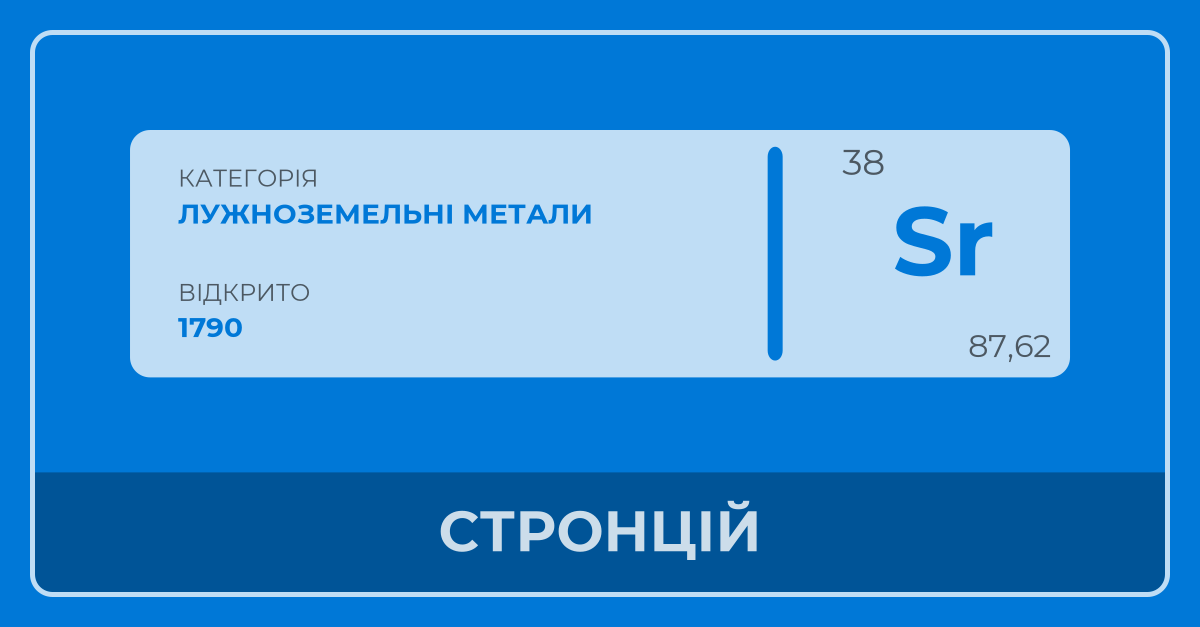 КАТЕГОРІЯ
ЛУЖНОЗЕМЕЛЬНІ МЕТАЛИ
ВІДКРИТО
1790
38
Sr
87,62
СТРОНЦІЙ